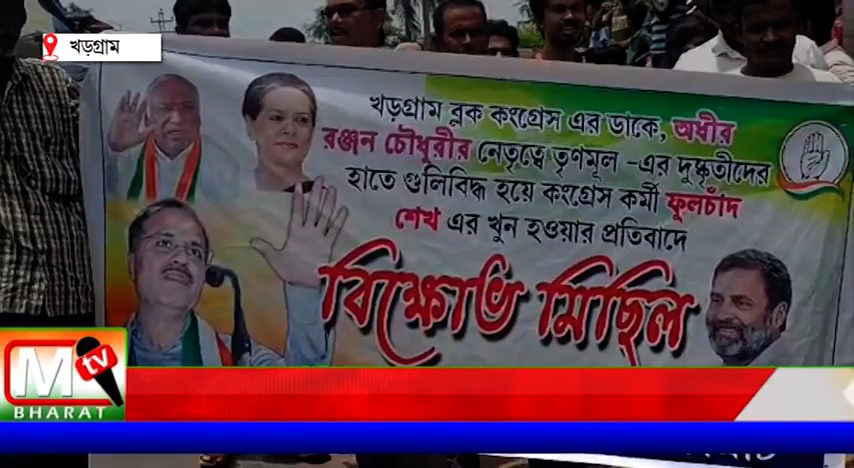 খড়গ্রাম
খড়গ্রাম ব্লক কংগ্রেস এর ডাকে, অধীর
রঞ্জন চৌধুরীর নেতৃত্বে তৃণমূল -এর দুষ্কৃতীদের
হাতে গুলিবিদ্ধ হয়ে কংগ্রেস কর্মী ফুলচাঁদ
শেখ এর খুন হওয়ার প্রতিবাদে
বিক্ষোভ মিছিল
M tv
BHARAT